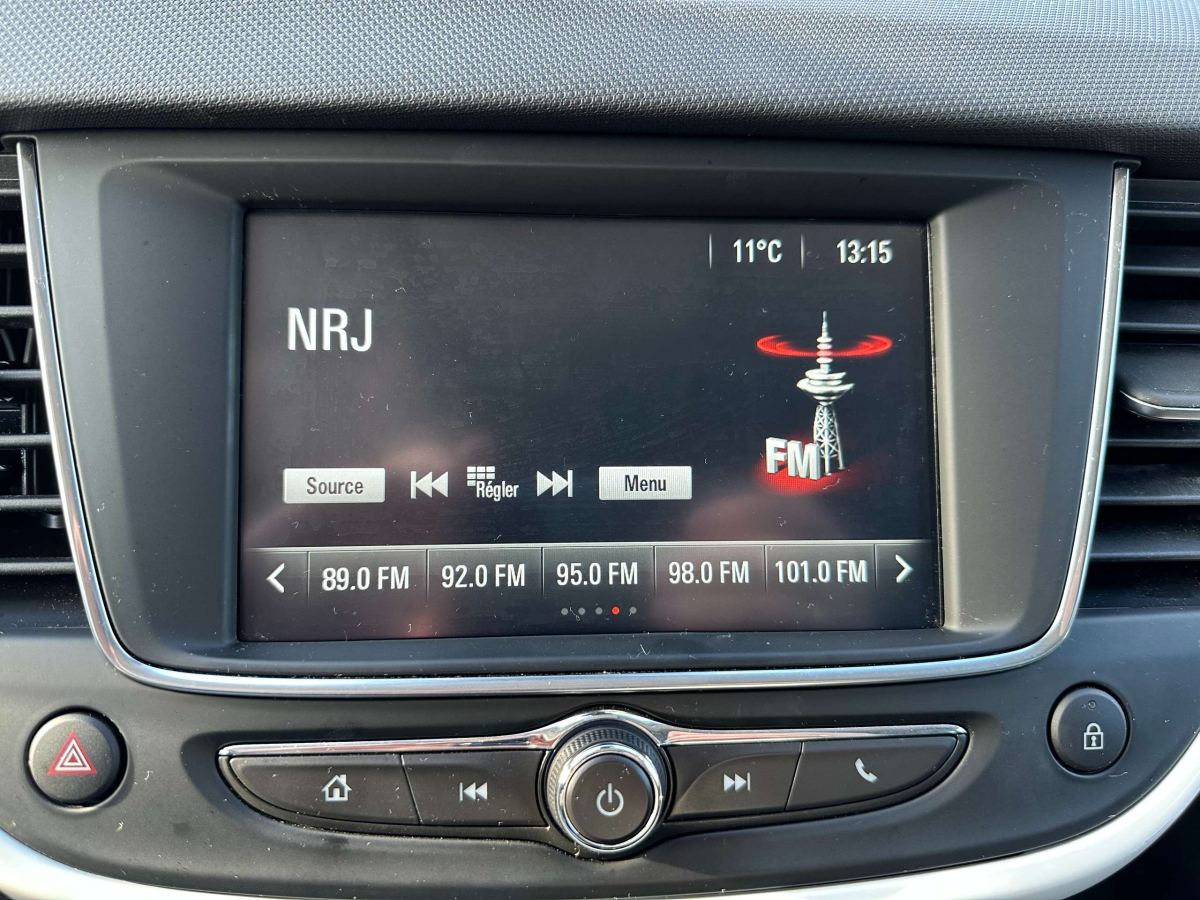 11°C 13:15
NRJ
FM
Source Régler Menu
89.0 FM 92.0 FM 95.0 FM 98.0 FM 101.0 FM